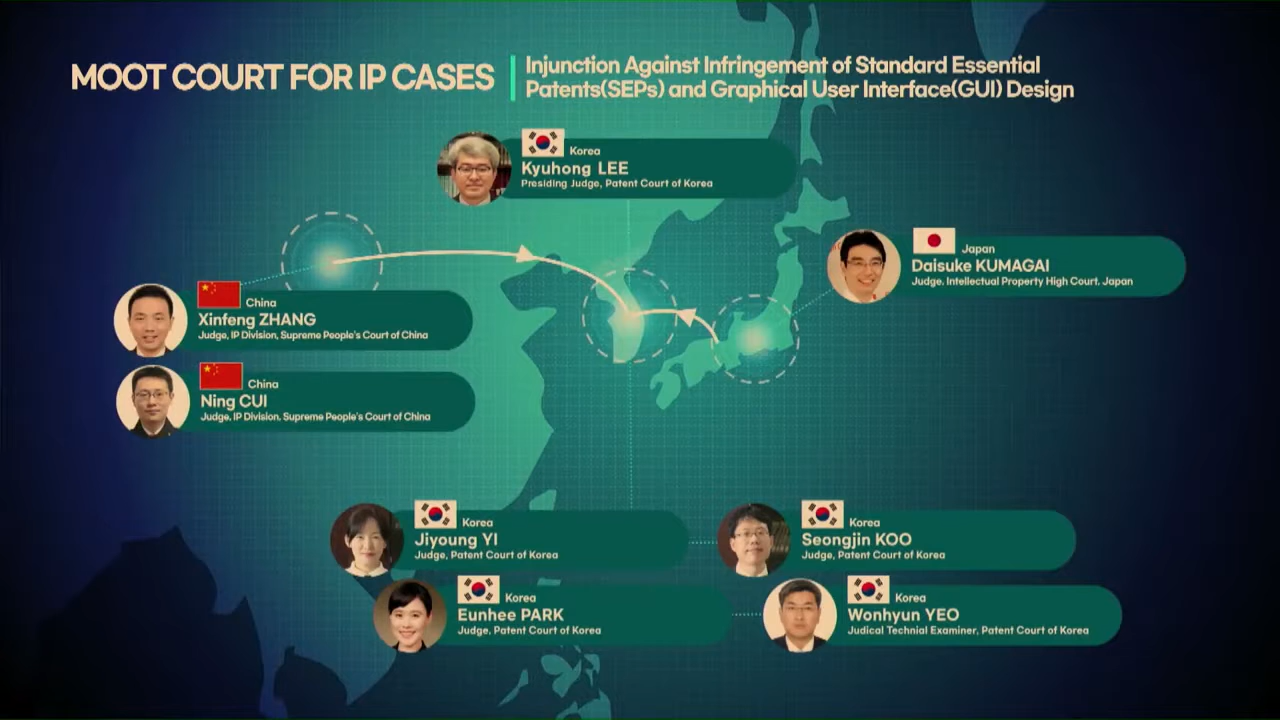 MOOT COURT FOR IP CASES
Injunction Against Infringement of Standard Essential
Patents(SEPs) and Graphical User Interface(GUI) Design
Korea
Kyuhong LEE
Presiding Judge, Patent Court of Korea
Japan
Daisuke KUMAGAI
Judge, Intellectual Property High Court, Japan
China
Xinfeng ZHANG
Judge, IP Division, Supreme People's Court of China
China
Ning CUI
Judge, IP Division, Supreme People's Court of China
Korea
Jiyoung YI
Judge, Patent Court of Korea
Korea
Seongjin KOO
Judge, Patent Court of Korea
Korea
Eunhee PARK
Judge, Patent Court of Korea
Korea
Wonhyun YEO
Judical Technial Examiner, Patent Court of Korea